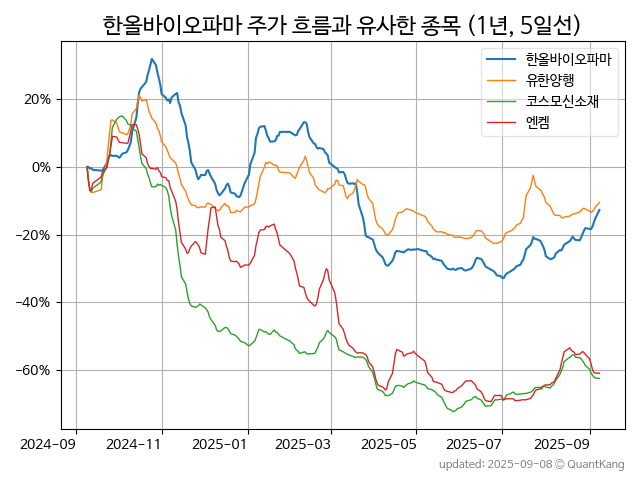 한올바이오파마 주가 흐름과 유사한 종목 (1년, 5일선)
한올바이오파마
유한양행
코스모신소재
엔켐
20%
0%
−20%
−40%
−60%
2024-09 2024-11 2025-01 2025-03 2025-05 2025-07 2025-09
updated: 2025-09-08 © QuantKang